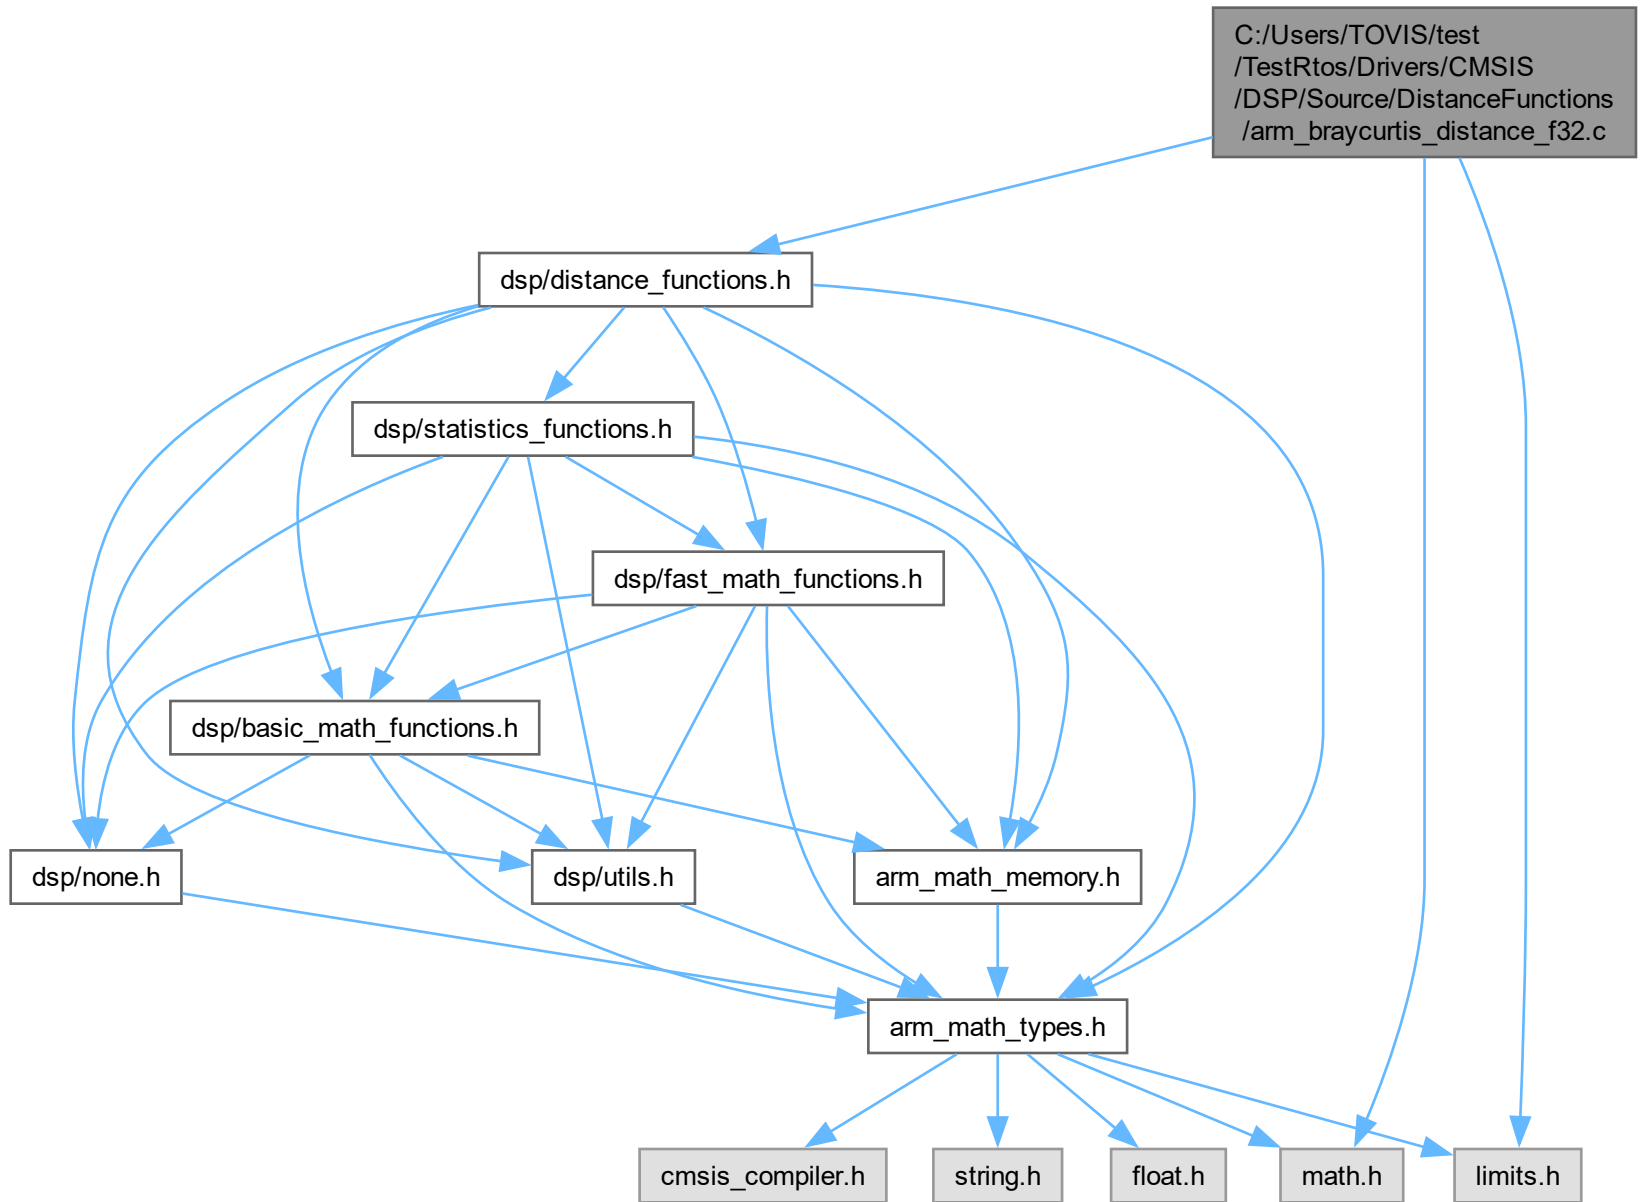 C:/Users/TOVIS/test
/TestRtos/Drivers/CMSIS
/DSP/Source/DistanceFunctions
/arm_braycurtis_distance_f32.c
dsp/distance_functions.h
dsp/statistics_functions.h
dsp/fast_math_functions.h
dsp/basic_math_functions.h
dsp/none.h
dsp/utils.h
arm_math_memory.h
arm_math_types.h
cmsis_compiler.h
string.h
float.h
math.h
limits.h